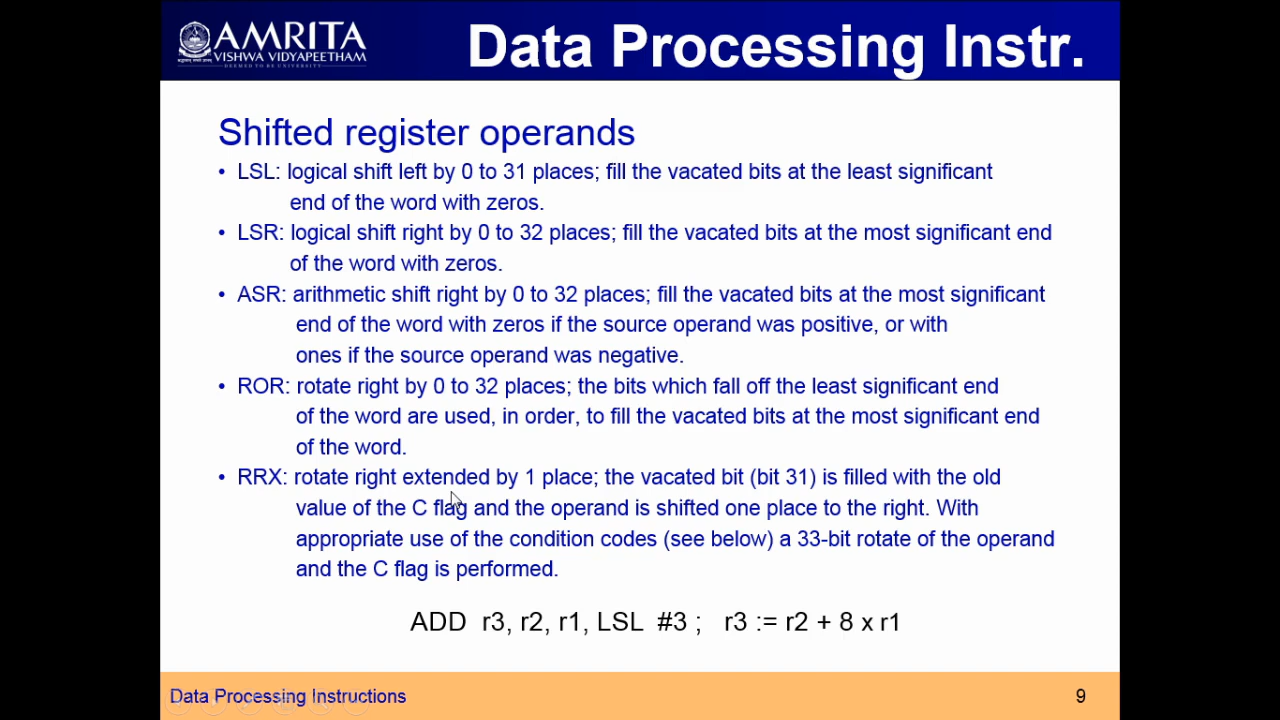 AMRITA
VISHWA VIDYAPEETHAM
DEEMED TO BE UNIVERSITY
Data Processing Instr.
Shifted register operands
• LSL: logical shift left by 0 to 31 places; fill the vacated bits at the least significant
end of the word with zeros.
• LSR: logical shift right by 0 to 32 places; fill the vacated bits at the most significant end
of the word with zeros.
• ASR: arithmetic shift right by 0 to 32 places; fill the vacated bits at the most significant
end of the word with zeros if the source operand was positive, or with
ones if the source operand was negative.
• ROR: rotate right by 0 to 32 places; the bits which fall off the least significant end
of the word are used, in order, to fill the vacated bits at the most significant end
of the word.
• RRX: rotate right extended by 1 place; the vacated bit (bit 31) is filled with the old
value of the C flag and the operand is shifted one place to the right. With
appropriate use of the condition codes (see below) a 33-bit rotate of the operand
and the C flag is performed.
ADD r3, r2, r1, LSL #3 ; r3 := r2 + 8 x r1
Data Processing Instructions
9